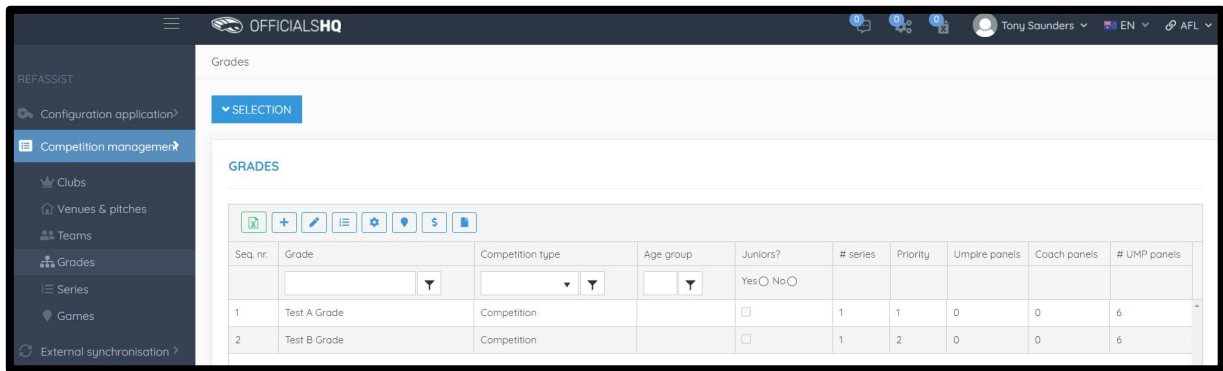 OFFICIALSHQ
0 0 0 Tony Saunders EN AFL
REFASSIST
Configuration application
Competition management
Clubs
Venues & pitches
Teams
Grades
Series
Games
External synchronisation
Grades
SELECTION
GRADES
Seq. nr. Grade Competition type Age group Juniors? # series Priority Umpire panels Coach panels # UMP panels
Yes No
1 Test A Grade Competition 1 1 0 0 6
2 Test B Grade Competition 1 2 0 0 6